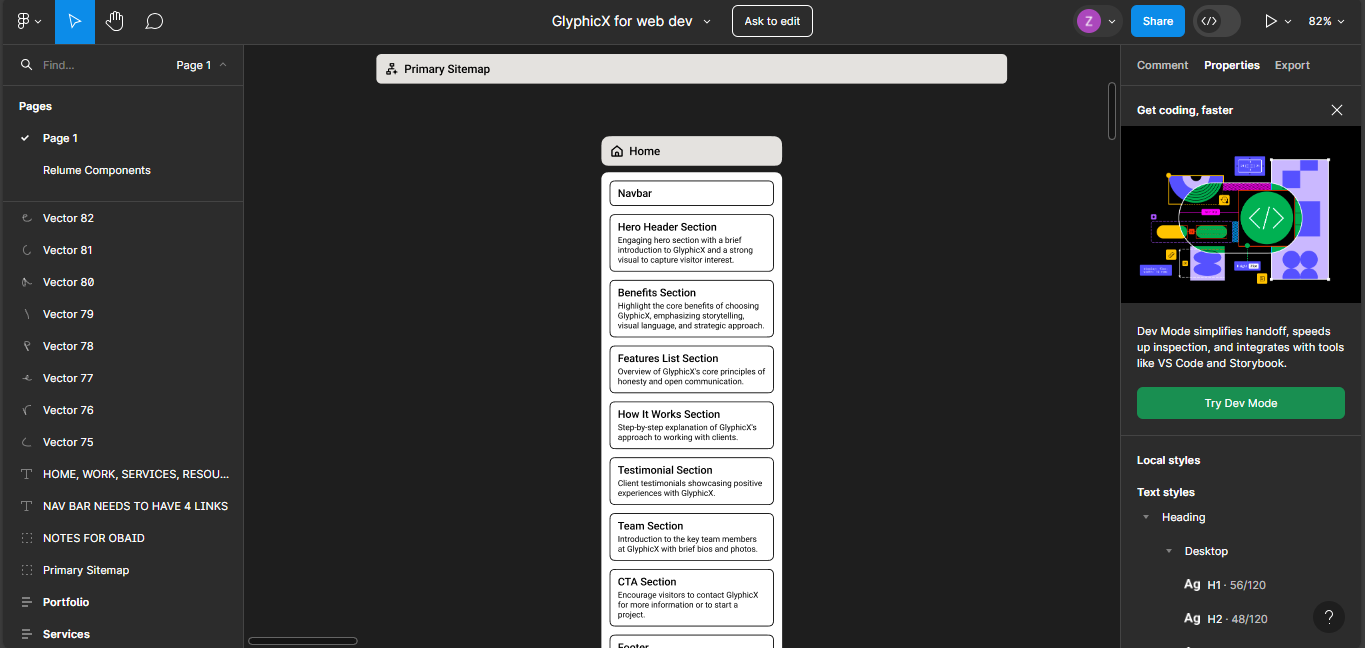 GlyphicX for web dev
Ask to edit
Z
Share
</>
82%
Find...
Page 1
Pages
Page 1
Relume Components
Vector 82
Vector 81
Vector 80
Vector 79
Vector 78
Vector 77
Vector 76
Vector 75
HOME, WORK, SERVICES, RESOU...
NAV BAR NEEDS TO HAVE 4 LINKS
NOTES FOR OBAID
Primary Sitemap
Portfolio
Services
Primary Sitemap
Home
Navbar
Hero Header Section
Engaging hero section with a brief
introduction to GlyphicX and a strong
visual to capture visitor interest.
Benefits Section
Highlight the core benefits of choosing
GlyphicX, emphasizing storytelling,
visual language, and strategic approach.
Features List Section
Overview of GlyphicX's core principles of
honesty and open communication.
How It Works Section
Step-by-step explanation of GlyphicX's
approach to working with clients.
Testimonial Section
Client testimonials showcasing positive
experiences with GlyphicX.
Team Section
Introduction to the key team members
at GlyphicX with brief bios and photos.
CTA Section
Encourage visitors to contact GlyphicX
for more information or to start a
project.
Footer
Comment
Properties
Export
Get coding, faster
</>
Dev Mode simplifies handoff, speeds
up inspection, and integrates with tools
like VS Code and Storybook.
Try Dev Mode
Local styles
Text styles
Heading
Desktop
Ag H1 · 56/120
Ag H2 · 48/120
?